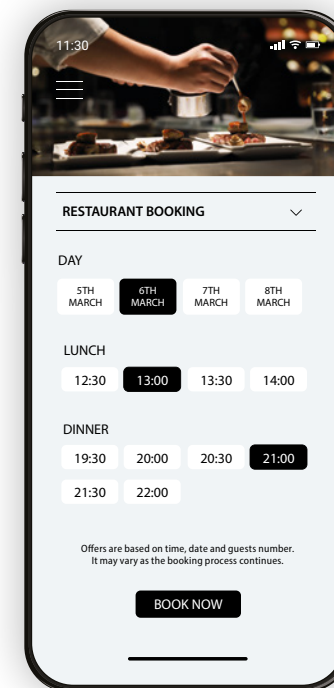 11:30
RESTAURANT BOOKING
DAY
5TH MARCH
6TH MARCH
7TH MARCH
8TH MARCH
LUNCH
12:30 13:00 13:30 14:00
DINNER
19:30 20:00 20:30 21:00
21:30 22:00
Offers are based on time, date and guests number.
It may vary as the booking process continues.
BOOK NOW